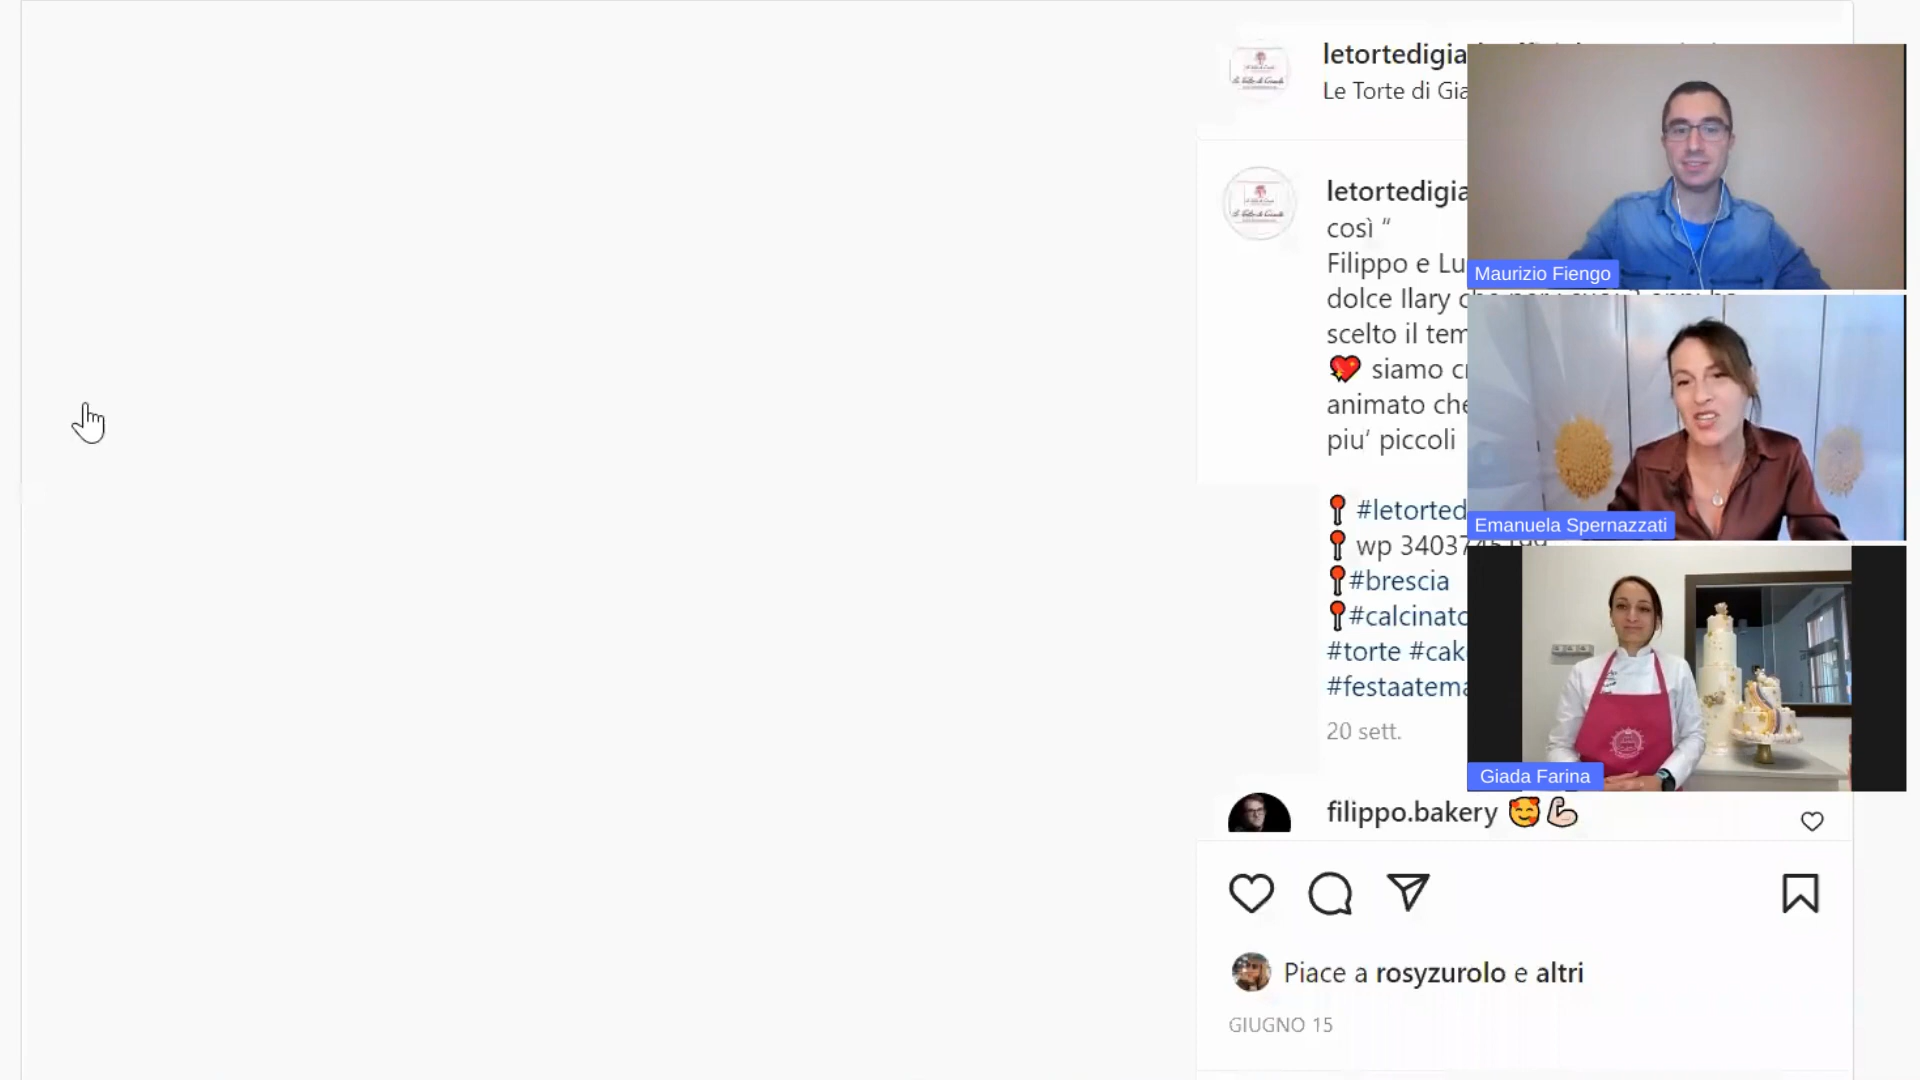 letortedigia
Le Torte di Gia
letortedigia
così “
Filippo e Lu
dolce Ilary
scelto il tem
siamo c
animato che
piu’ piccoli
#letorted
wp 340374
#brescia
#calcinato
#torte #cak
#festaatema
20 sett.
filippo.bakery
Piace a rosyzurolo e altri
GIUGNO 15
Maurizio Fiengo
Emanuela Spernazzati
Giada Farina